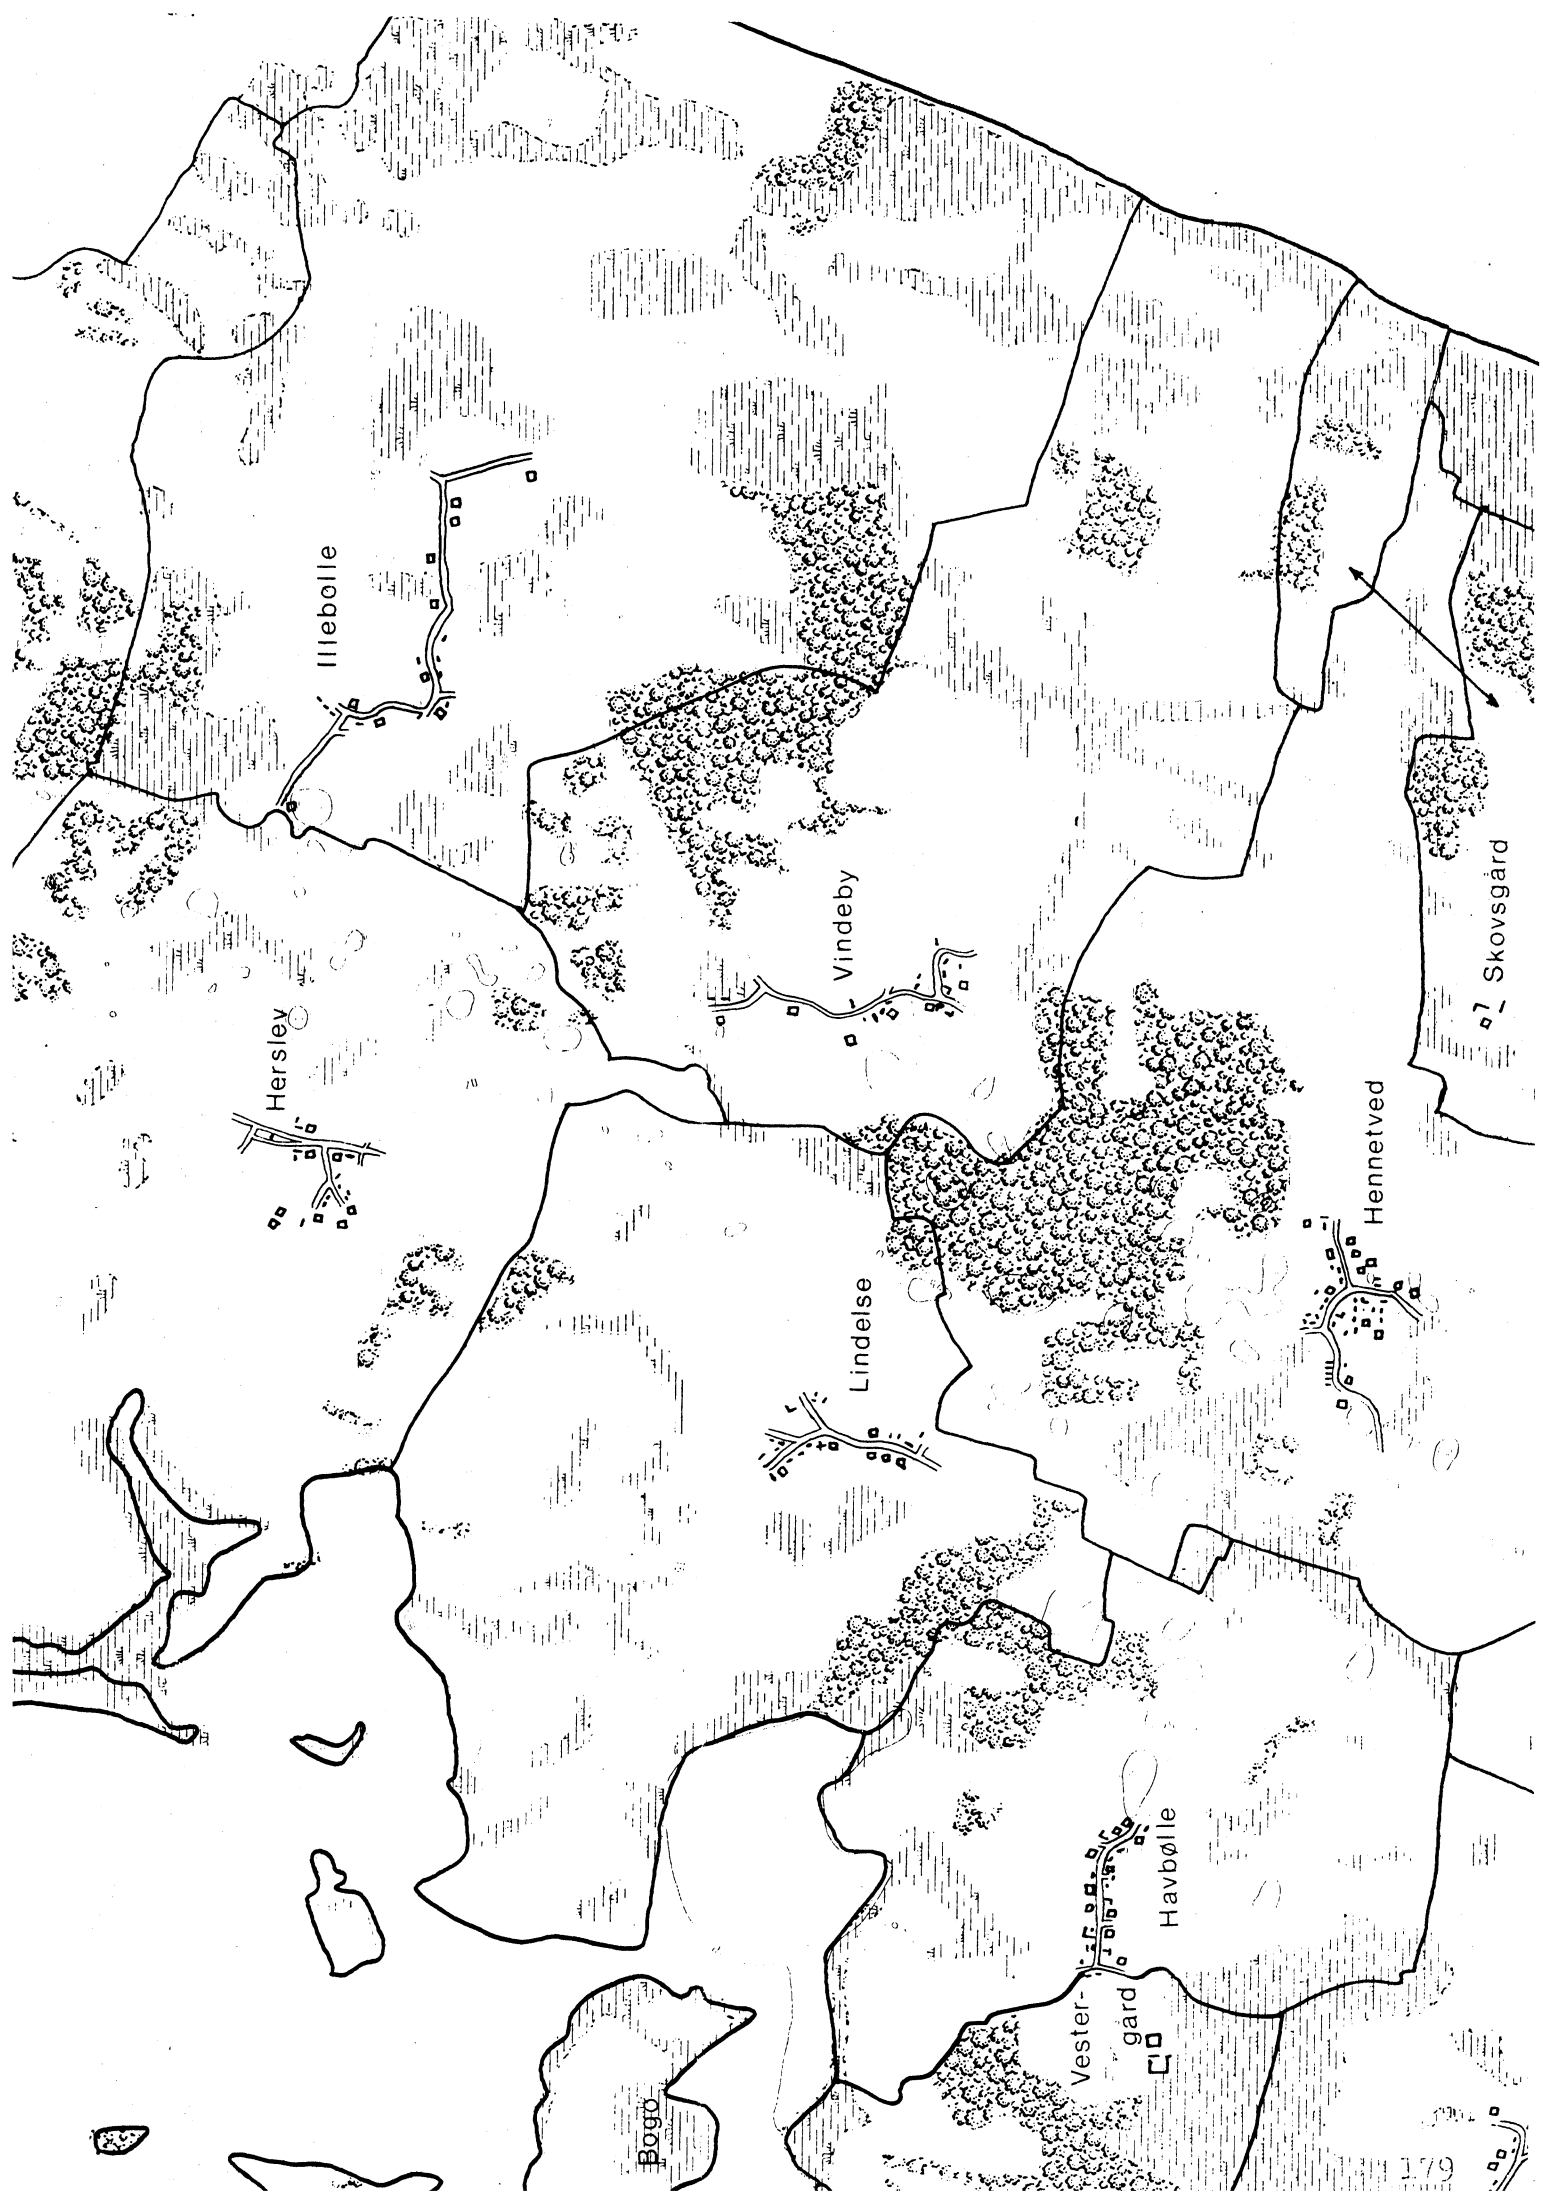 Illebølle
Herslev
Vindeby
Skovsgård
Hennetved
Lindelse
Havbølle
Vester-
gård
Bogø
179